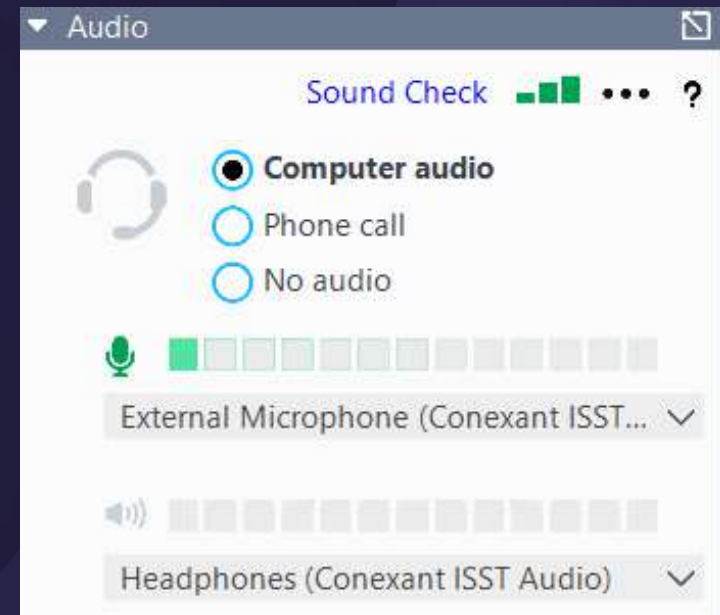 Audio
Sound Check ••• ?
Computer audio
Phone call
No audio
External Microphone (Conexant ISST...
Headphones (Conexant ISST Audio)